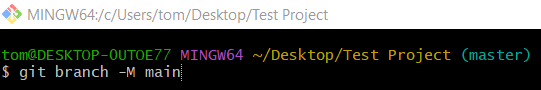 MINGW64:/c/Users/tom/Desktop/Test Project
tom@DESKTOP-OUTOE77 MINGW64 ~/Desktop/Test Project (master)
$ git branch -M main